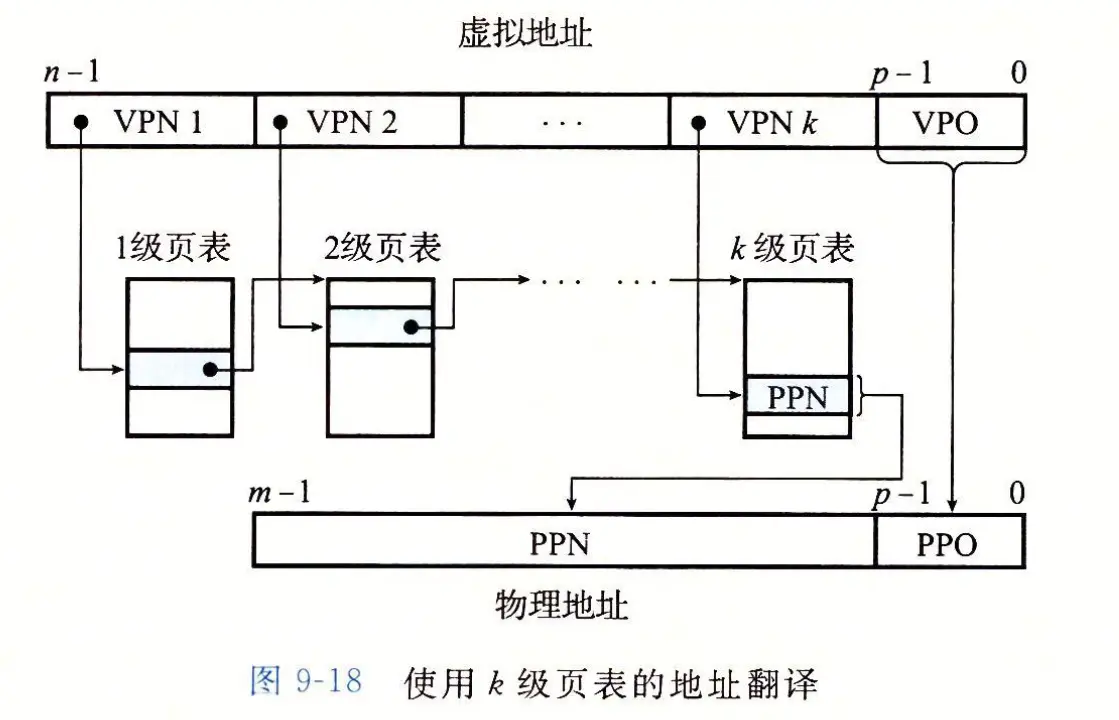 虚拟地址
n-1 p-1 0
VPN 1 VPN 2 ... VPN k VPO
1级页表 2级页表 k 级页表
... ...
PPN
m-1 p-1 0
PPN PPO
物理地址
图 9-18 使用 k 级页表的地址翻译